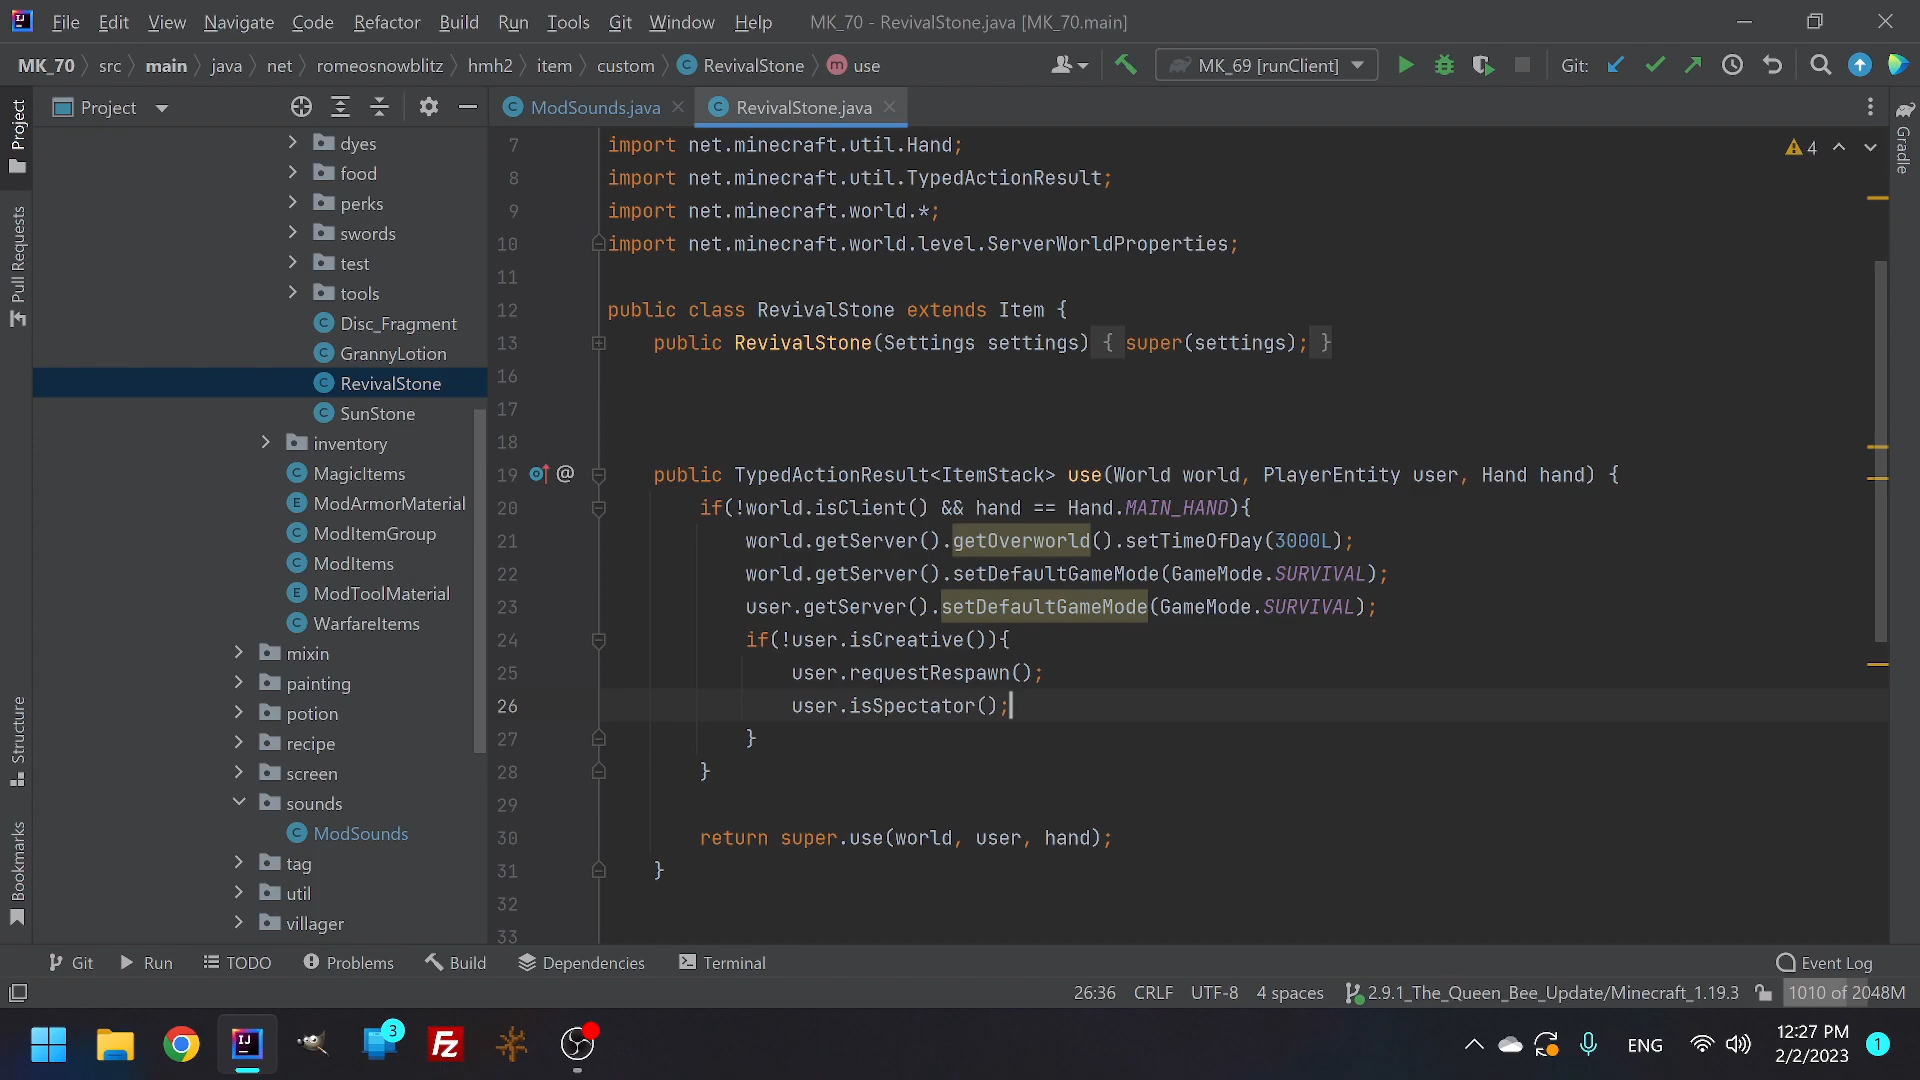 File Edit View Navigate Code Refactor Build Run Tools Git Window Help MK_70 - RevivalStone.java [MK_70.main]
MK_70 src main java net romeosnowblitz hmh2 item custom RevivalStone use MK_69 [runClient] Git:
Project
Pull Requests
Structure
Bookmarks
Project
dyes
food
perks
swords
test
tools
Disc_Fragment
GrannyLotion
RevivalStone
SunStone
inventory
MagicItems
ModArmorMaterial
ModItemGroup
ModItems
ModToolMaterial
WarfareItems
mixin
painting
potion
recipe
screen
sounds
ModSounds
tag
util
villager
ModSounds.java RevivalStone.java
4
Gradle
7 import net.minecraft.util.Hand;
8 import net.minecraft.util.TypedActionResult;
9 import net.minecraft.world.*;
10 import net.minecraft.world.level.ServerWorldProperties;
11
12 public class RevivalStone extends Item {
13 public RevivalStone(Settings settings) { super(settings); }
16
17
18
19 @ public TypedActionResult<ItemStack> use(World world, PlayerEntity user, Hand hand) {
20 if(!world.isClient() && hand == Hand.MAIN_HAND){
21 world.getServer().getOverworld().setTimeOfDay(3000L);
22 world.getServer().setDefaultGameMode(GameMode.SURVIVAL);
23 user.getServer().setDefaultGameMode(GameMode.SURVIVAL);
24 if(!user.isCreative()){
25 user.requestRespawn();
26 user.isSpectator();
27 }
28 }
29
30 return super.use(world, user, hand);
31 }
32
33
Git Run TODO Problems Build Dependencies Terminal Event Log
26:36 CRLF UTF-8 4 spaces 2.9.1_The_Queen_Bee_Update/Minecraft_1.19.3 1010 of 2048M
3 ENG 12:27 PM
2/2/2023 1